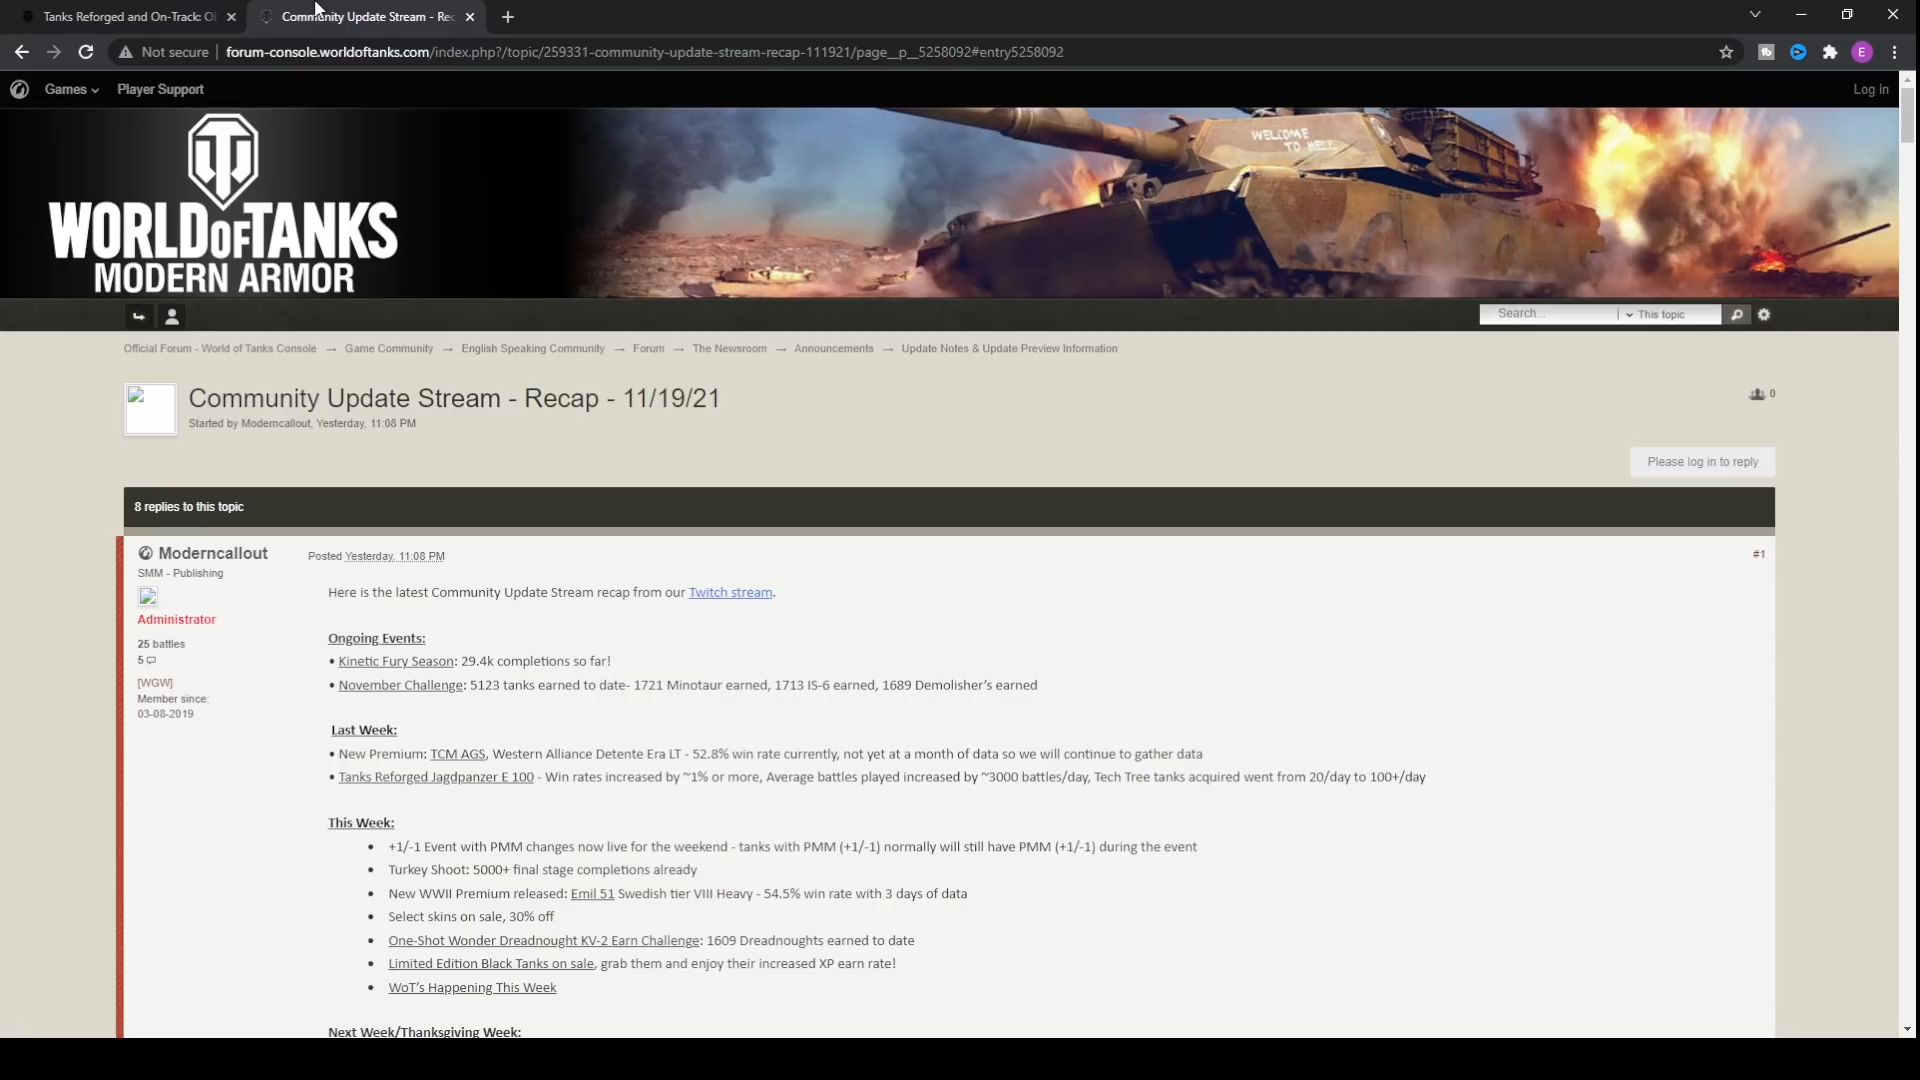 Tanks Reforged and On-Track: Ob
Community Update Stream - Rec
Not secure
forum-console.worldoftanks.com/index.php?/topic/259331-community-update-stream-recap-111921/page__p__5258092#entry5258092
E
Games
Player Support
Log in
WELCOME
TO HELL
WORLD OF TANKS
MODERN ARMOR
Search...
This topic
Official Forum - World of Tanks Console → Game Community → English Speaking Community → Forum → The Newsroom → Announcements → Update Notes & Update Preview Information
Community Update Stream - Recap - 11/19/21
0
Started by Moderncallout, Yesterday, 11:08 PM
Please log in to reply
8 replies to this topic
Moderncallout
Posted Yesterday, 11:08 PM
#1
SMM - Publishing
Administrator
25 battles
5
[WGW]
Member since:
03-08-2019
Here is the latest Community Update Stream recap from our Twitch stream.
Ongoing Events:
• Kinetic Fury Season: 29.4k completions so far!
• November Challenge: 5123 tanks earned to date- 1721 Minotaur earned, 1713 IS-6 earned, 1689 Demolisher's earned
Last Week:
• New Premium: TCM AGS, Western Alliance Detente Era LT - 52.8% win rate currently, not yet at a month of data so we will continue to gather data
• Tanks Reforged Jagdpanzer E 100 - Win rates increased by ~1% or more, Average battles played increased by ~3000 battles/day, Tech Tree tanks acquired went from 20/day to 100+/day
This Week:
• +1/-1 Event with PMM changes now live for the weekend - tanks with PMM (+1/-1) normally will still have PMM (+1/-1) during the event
• Turkey Shoot: 5000+ final stage completions already
• New WWII Premium released: Emil 51 Swedish tier VIII Heavy - 54.5% win rate with 3 days of data
• Select skins on sale, 30% off
• One-Shot Wonder Dreadnought KV-2 Earn Challenge: 1609 Dreadnoughts earned to date
• Limited Edition Black Tanks on sale, grab them and enjoy their increased XP earn rate!
• WoT's Happening This Week
Next Week/Thanksgiving Week: